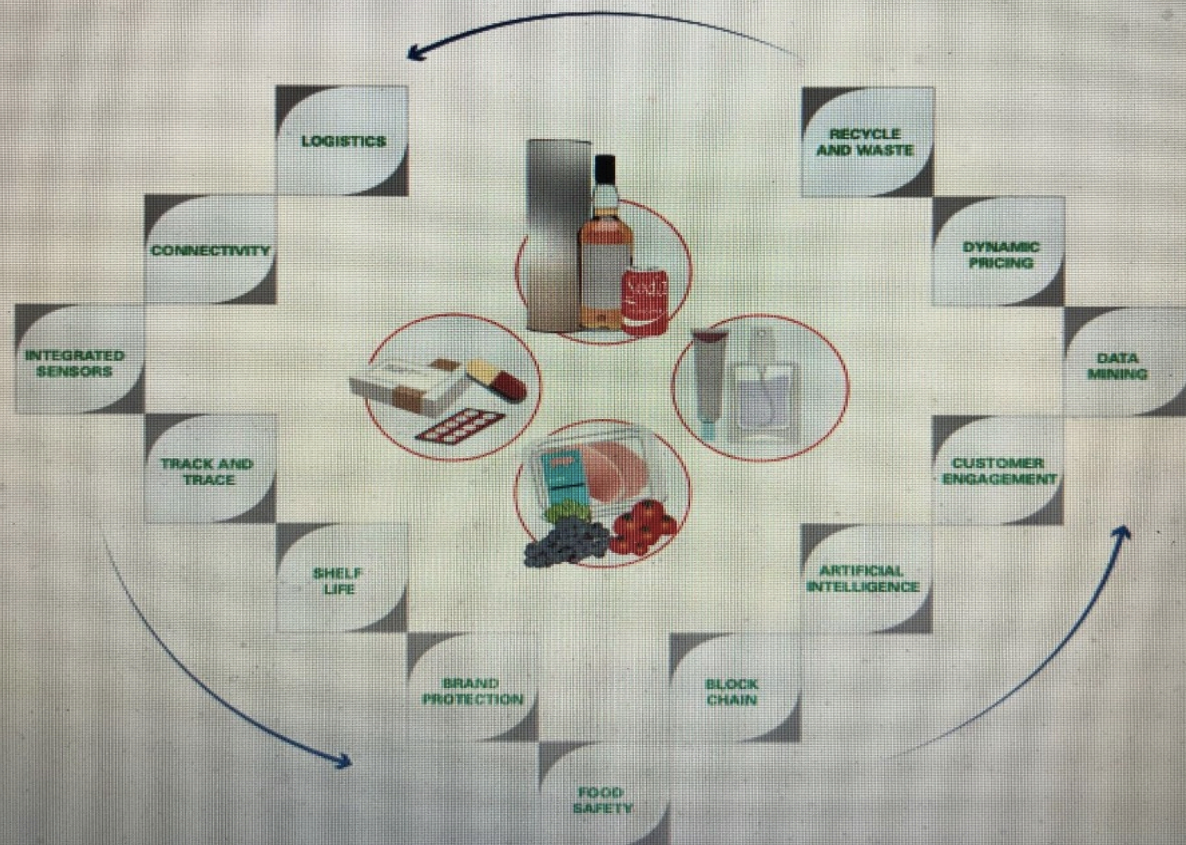 LOGISTICS
RECYCLE
AND WASTE
CONNECTIVITY
DYNAMIC
PRICING
Soda
INTEGRATED
SENSORS
DATA
MINING
TRACK AND
TRACE
CUSTOMER
ENGAGEMENT
SHELF
LIFE
ARTIFICIAL
INTELLIGENCE
BRAND
PROTECTION
BLOCK
CHAIN
FOOD
SAFETY